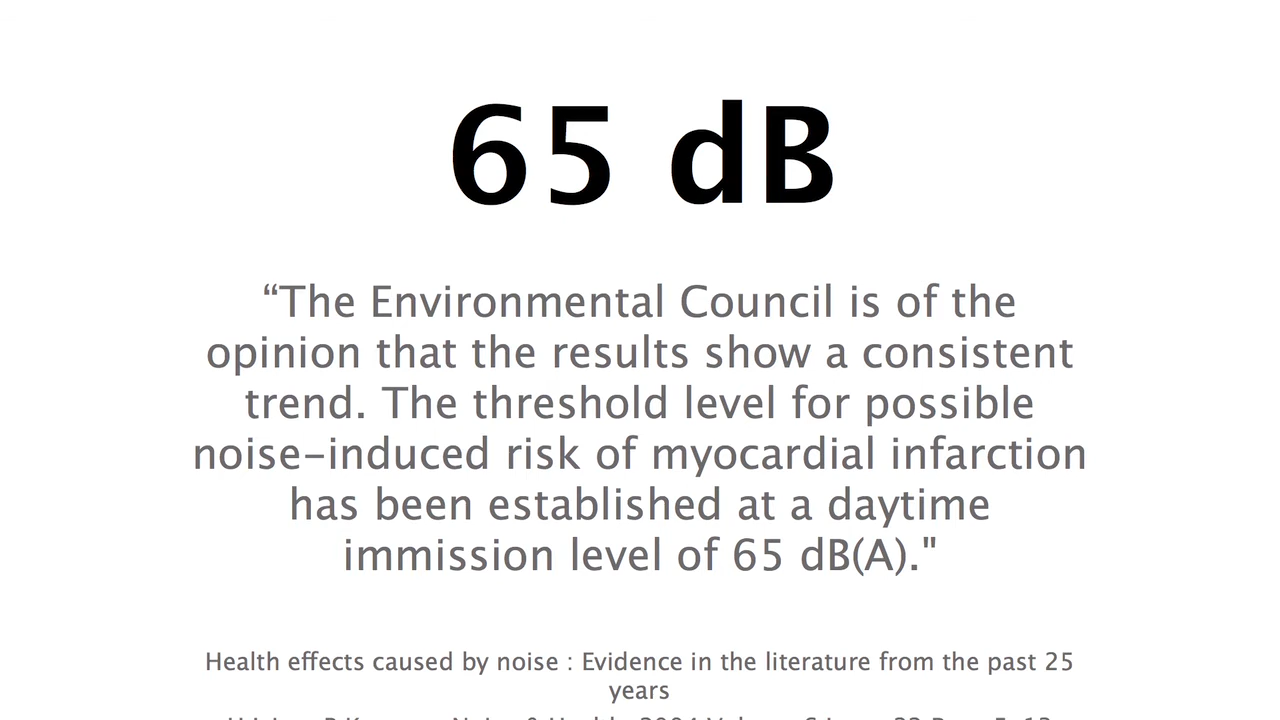 65 dB
“The Environmental Council is of the
opinion that the results show a consistent
trend. The threshold level for possible
noise–induced risk of myocardial infarction
has been established at a daytime
immission level of 65 dB(A)."
Health effects caused by noise : Evidence in the literature from the past 25
years